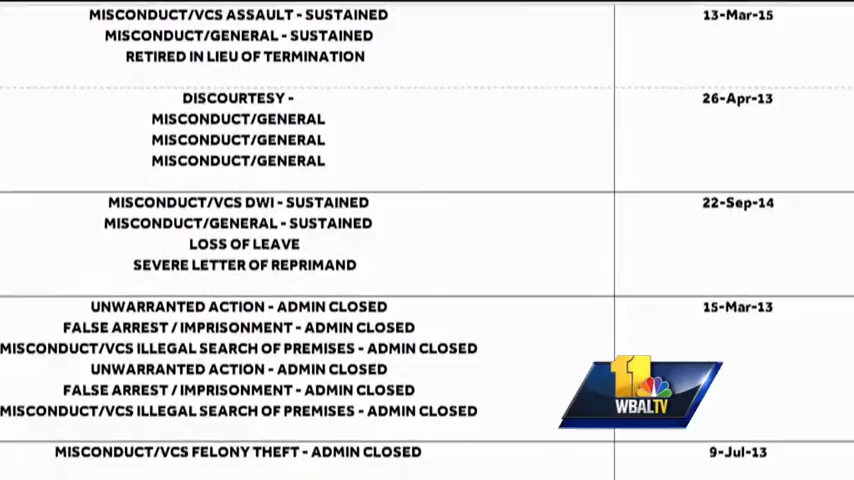 MISCONDUCT/VCS ASSAULT - SUSTAINED
13-Mar-15
MISCONDUCT/GENERAL - SUSTAINED
RETIRED IN LIEU OF TERMINATION
DISCOURTESY -
26-Apr-13
MISCONDUCT/GENERAL
MISCONDUCT/GENERAL
MISCONDUCT/GENERAL
MISCONDUCT/VCS DWI - SUSTAINED
22-Sep-14
MISCONDUCT/GENERAL - SUSTAINED
LOSS OF LEAVE
SEVERE LETTER OF REPRIMAND
UNWARRANTED ACTION - ADMIN CLOSED
15-Mar-13
FALSE ARREST / IMPRISONMENT - ADMIN CLOSED
MISCONDUCT/VCS ILLEGAL SEARCH OF PREMISES - ADMIN CLOSED
UNWARRANTED ACTION - ADMIN CLOSED
FALSE ARREST / IMPRISONMENT - ADMIN CLOSED
MISCONDUCT/VCS ILLEGAL SEARCH OF PREMISES - ADMIN CLOSED
11
WBALTV
MISCONDUCT/VCS FELONY THEFT - ADMIN CLOSED
9-Jul-13